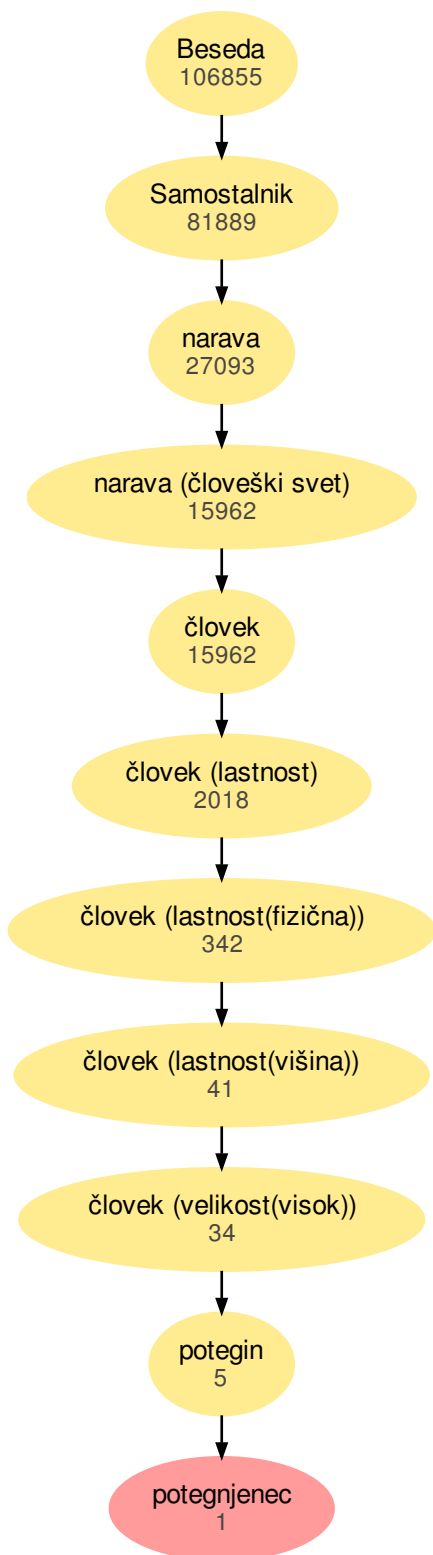 Beseda
106855
Samostalnik
81889
narava
27093
narava (človeški svet)
15962
človek
15962
človek (lastnost)
2018
človek (lastnost(fizična))
342
človek (lastnost(višina))
41
človek (velikost(visok))
34
potegin
5
potegnjenec
1